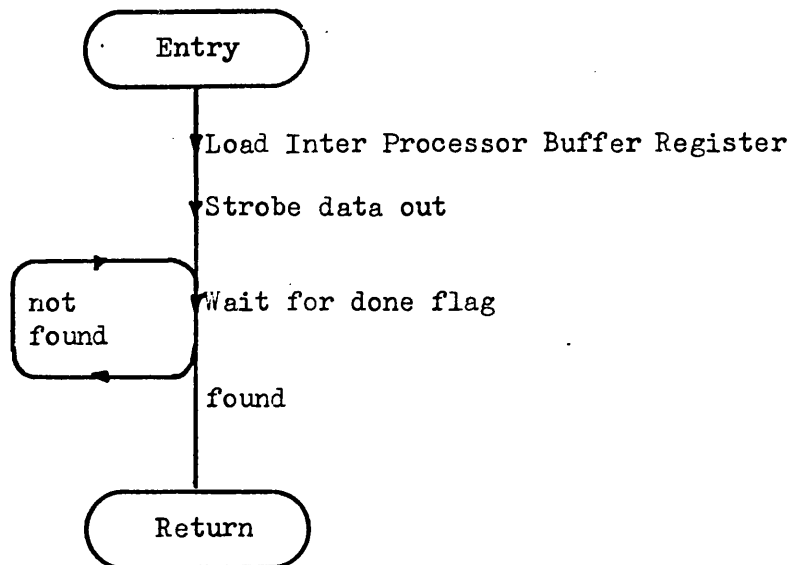 Entry
Load Inter Processor Buffer Register
Strobe data out
Wait for done flag
not
found
found
Return